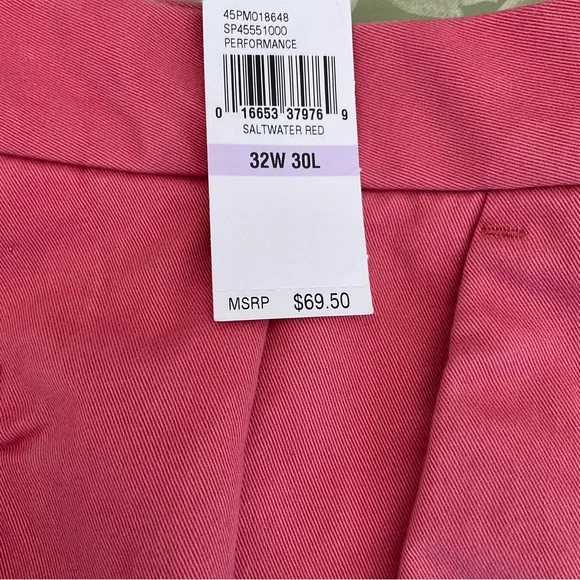 45PM018648
SP45551000
PERFORMANCE
0 16653 37976 9
SALTWATER RED
32W 30L
MSRP $69.50